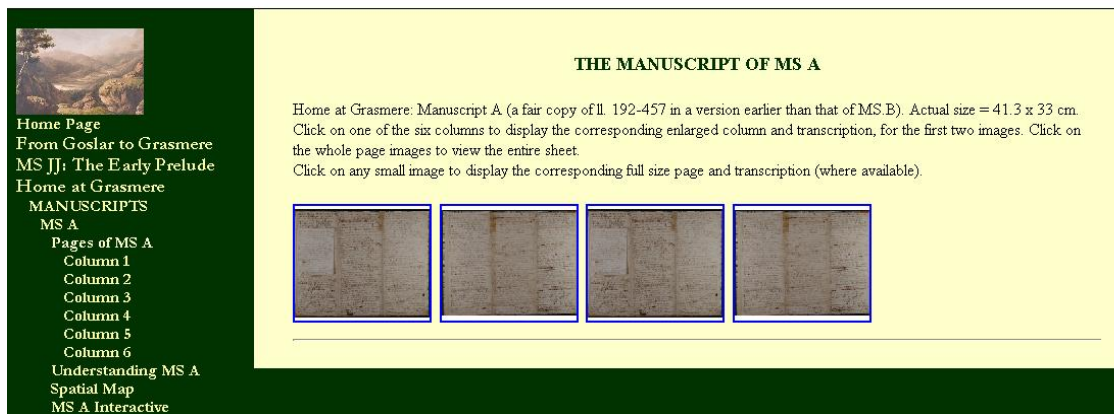 Home Page
From Goslar to Grasmere
MS JJ: The Early Prelude
Home at Grasmere
MANUSCRIPTS
MS A
Pages of MS A
Column 1
Column 2
Column 3
Column 4
Column 5
Column 6
Understanding MS A
Spatial Map
MS A Interactive
THE MANUSCRIPT OF MS A
Home at Grasmere: Manuscript A (a fair copy of ll. 192-457 in a version earlier than that of MS.B). Actual size = 41.3 x 33 cm.
Click on one of the six columns to display the corresponding enlarged column and transcription, for the first two images. Click on
the whole page images to view the entire sheet.
Click on any small image to display the corresponding full size page and transcription (where available).